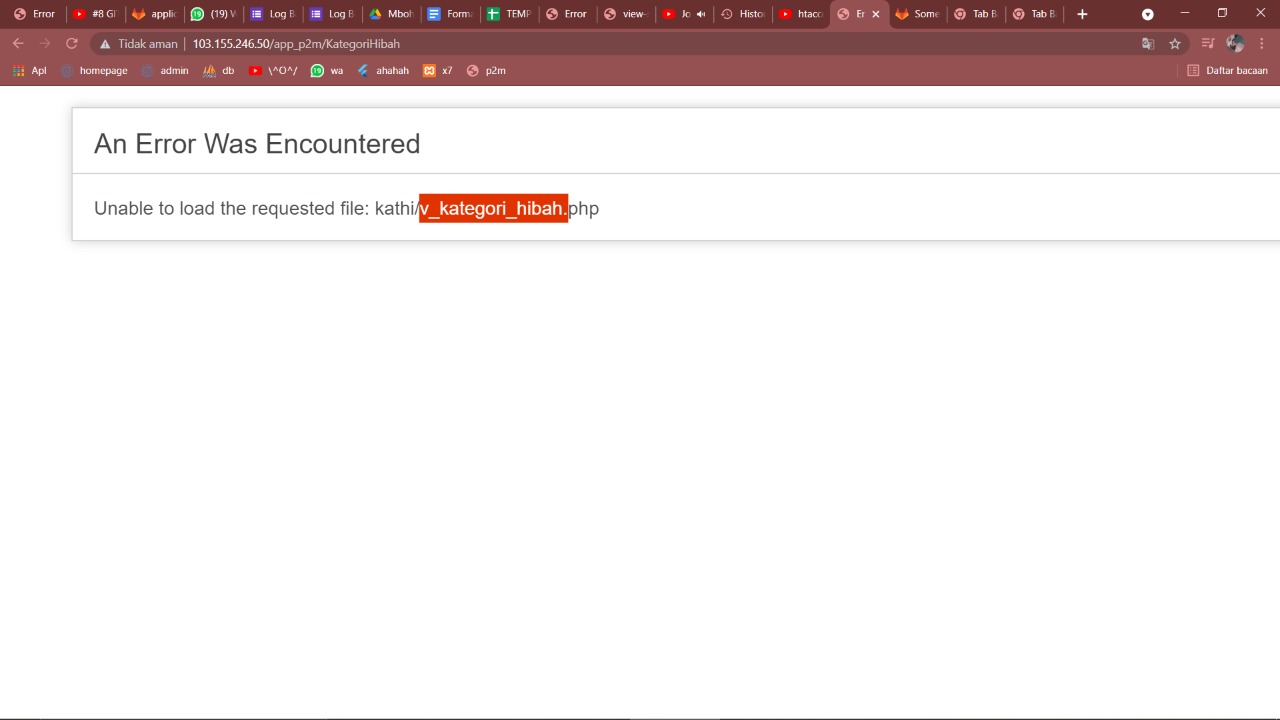 Error
#8 GI
applic
(19) W
Log B
Log B
Mboh
Forma
TEMP
Error
view-
Jo
Histo
htacc
Er
Some
Tab B
Tab B
Tidak aman | 103.155.246.50/app_p2m/KategoriHibah
Apl
homepage
admin
db
\^O^/
wa
ahahah
x7
p2m
Daftar bacaan
An Error Was Encountered
Unable to load the requested file: kathi/v_kategori_hibah.php